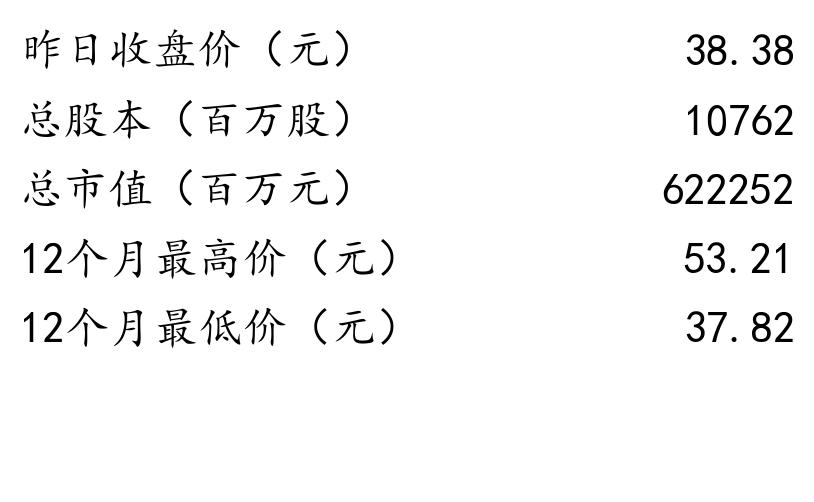 昨日收盘价（元） 38.38
总股本（百万股） 10762
总市值（百万元） 622252
12个月最高价（元） 53.21
12个月最低价（元） 37.82